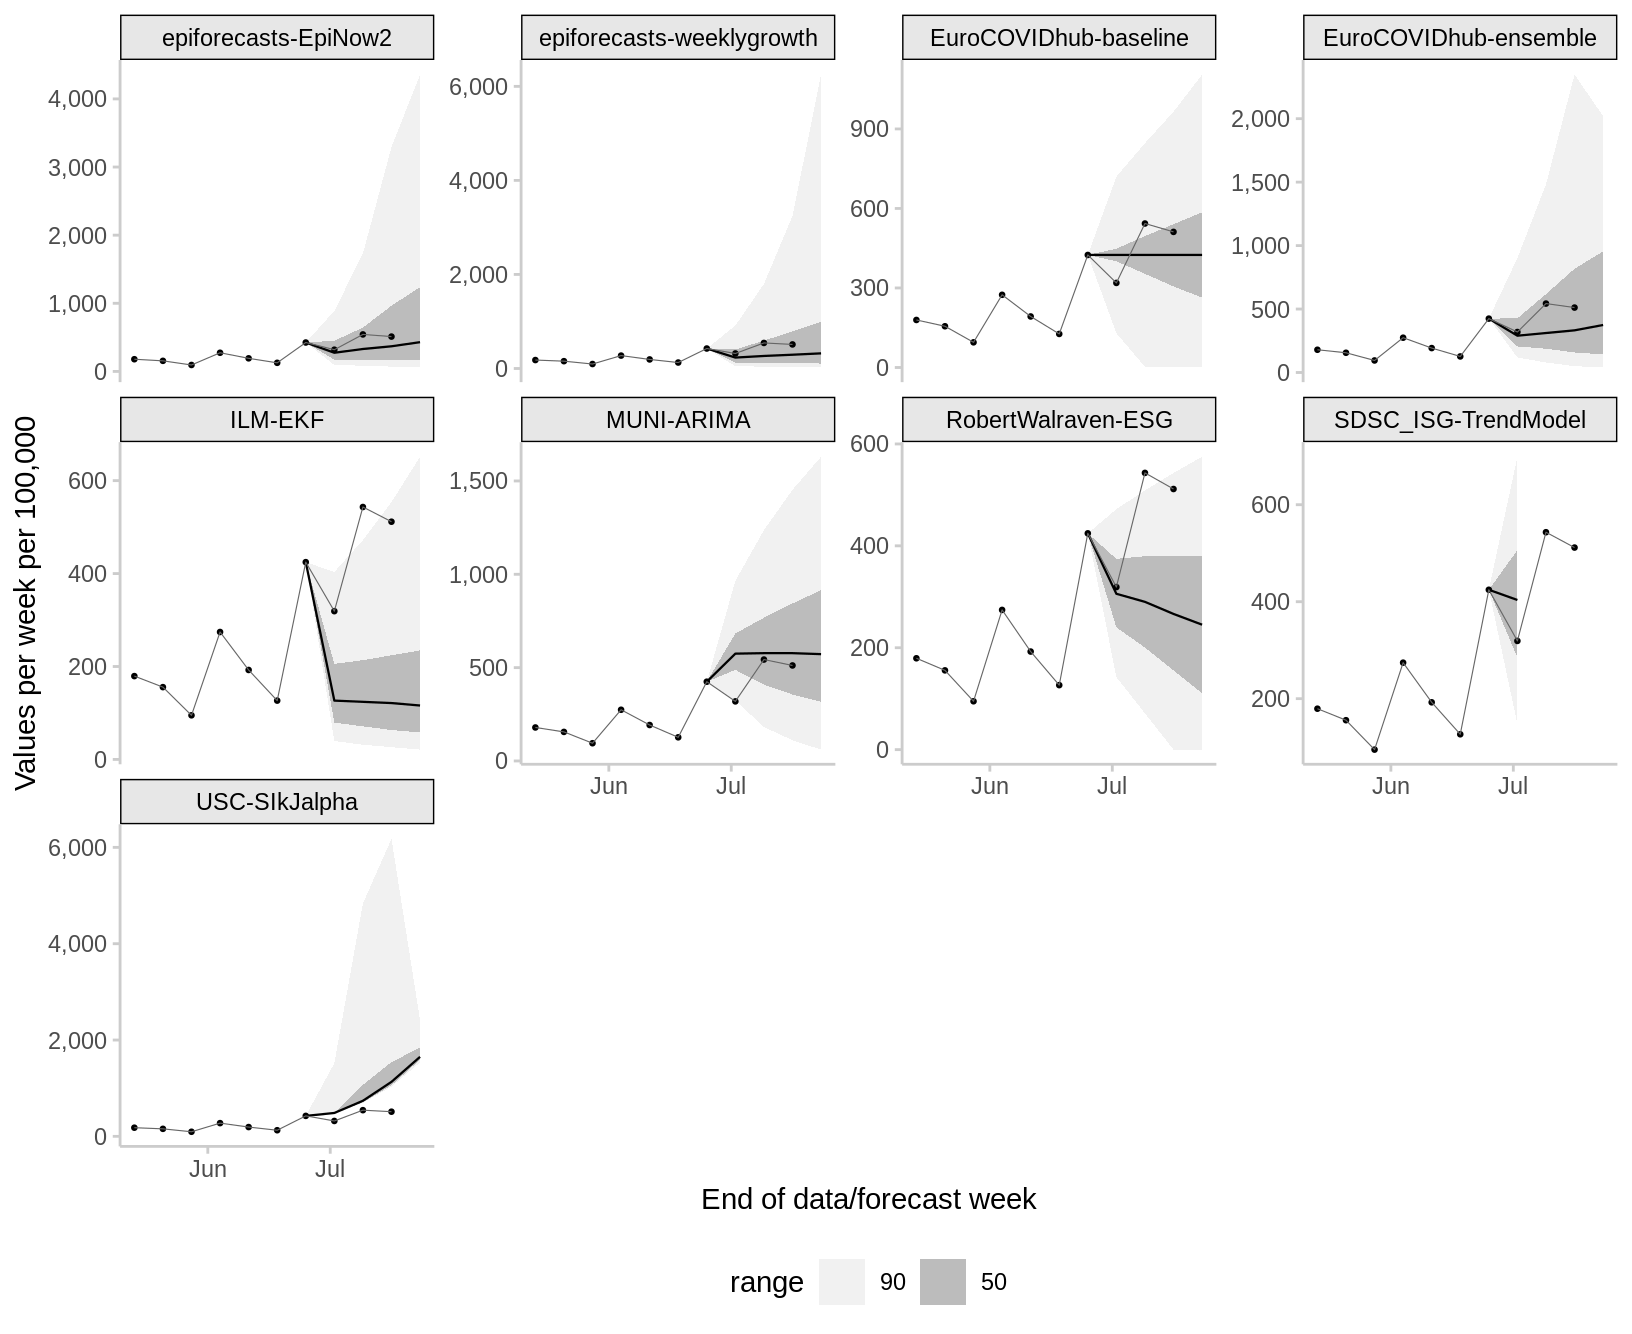 epiforecasts-EpiNow2
epiforecasts-weeklygrowth
EuroCOVIDhub-baseline
EuroCOVIDhub-ensemble
4,000
3,000
2,000
1,000
0
6,000
4,000
2,000
0
900
600
300
0
2,000
1,500
1,000
500
0
ILM-EKF
MUNI-ARIMA
RobertWalraven-ESG
SDSC_ISG-TrendModel
600
400
200
0
1,500
1,000
500
0
Jun
Jul
600
400
200
0
Jun
Jul
600
400
200
Jun
Jul
USC-SIkJalpha
6,000
4,000
2,000
0
Jun
Jul
Values per week per 100,000
End of data/forecast week
range 90 50